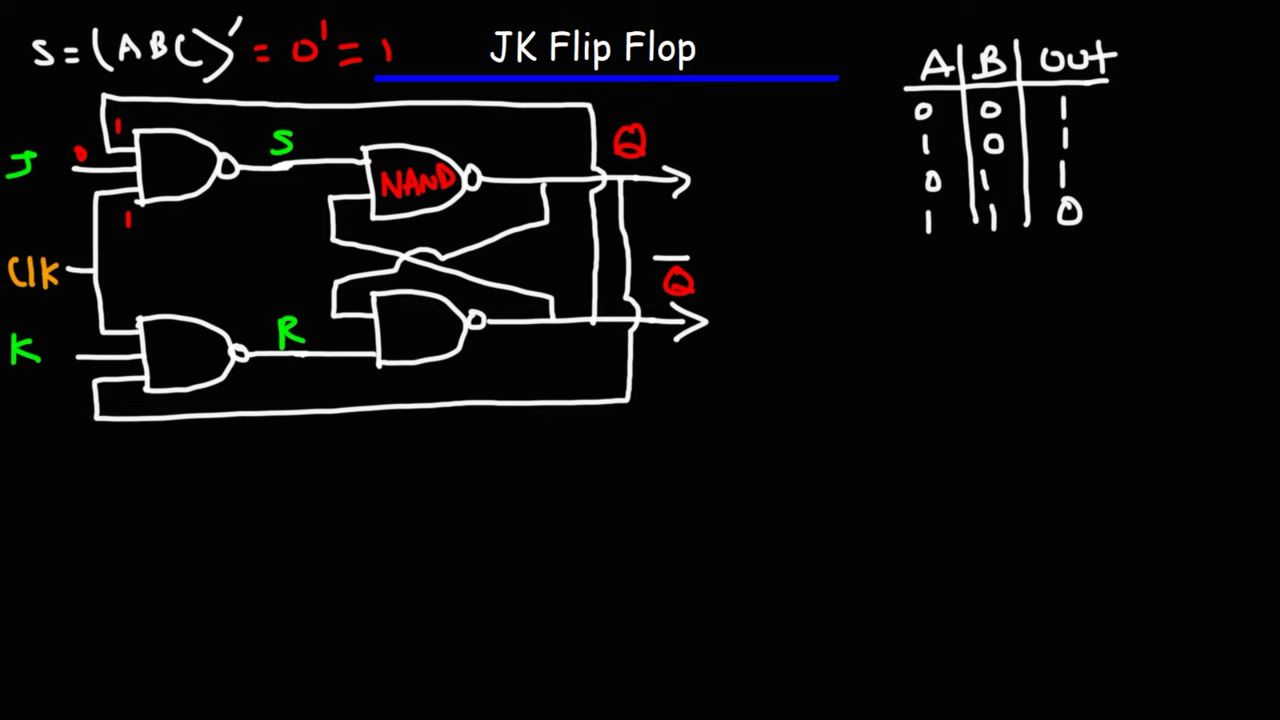 S = (ABC)' = 0' = 1
JK Flip Flop
A B OUT
0 0 1
1 0 1
0 1 1
1 1 0
1
J 0
1
S
NAND
Q
Clk
Q̅
K
R